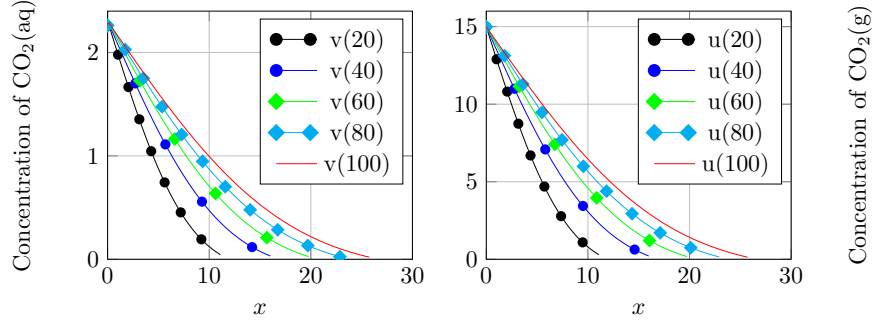 Concentration of CO₂(aq)
2
1
0
0
10
20
30
x
v(20)
v(40)
v(60)
v(80)
v(100)
15
10
5
0
0
10
20
30
x
u(20)
u(40)
u(60)
u(80)
u(100)
Concentration of CO₂(g)